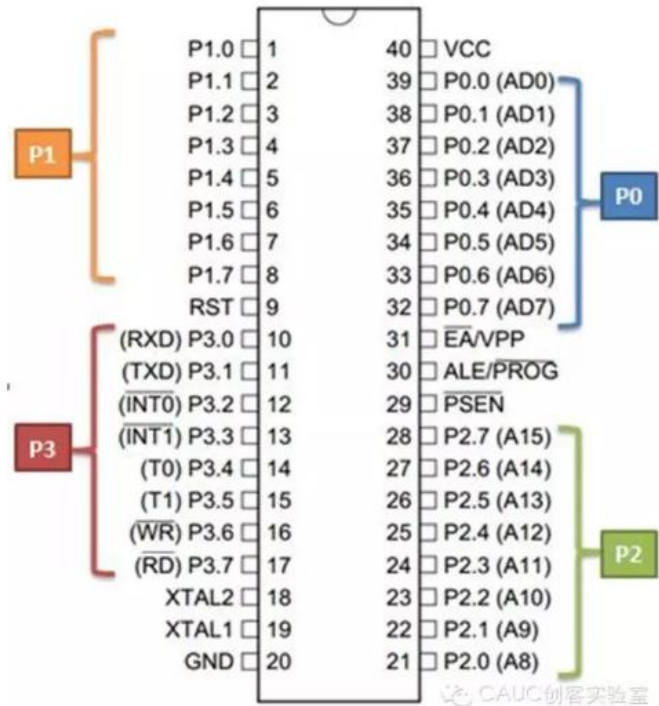 P1.0 1 40 VCC
P1.1 2 39 P0.0 (AD0)
P1.2 3 38 P0.1 (AD1)
P1.3 4 37 P0.2 (AD2)
P1 P1.4 5 36 P0.3 (AD3) P0
P1.5 6 35 P0.4 (AD4)
P1.6 7 34 P0.5 (AD5)
P1.7 8 33 P0.6 (AD6)
RST 9 32 P0.7 (AD7)
(RXD) P3.0 10 31 E̅A̅/VPP
(TXD) P3.1 11 30 ALE/P̅R̅O̅G̅
(I̅N̅T̅0̅) P3.2 12 29 P̅S̅E̅N̅
P3 (I̅N̅T̅1̅) P3.3 13 28 P2.7 (A15)
(T0) P3.4 14 27 P2.6 (A14)
(T1) P3.5 15 26 P2.5 (A13)
(W̅R̅) P3.6 16 25 P2.4 (A12)
(R̅D̅) P3.7 17 24 P2.3 (A11) P2
XTAL2 18 23 P2.2 (A10)
XTAL1 19 22 P2.1 (A9)
GND 20 21 P2.0 (A8)
CAUC创客实验室